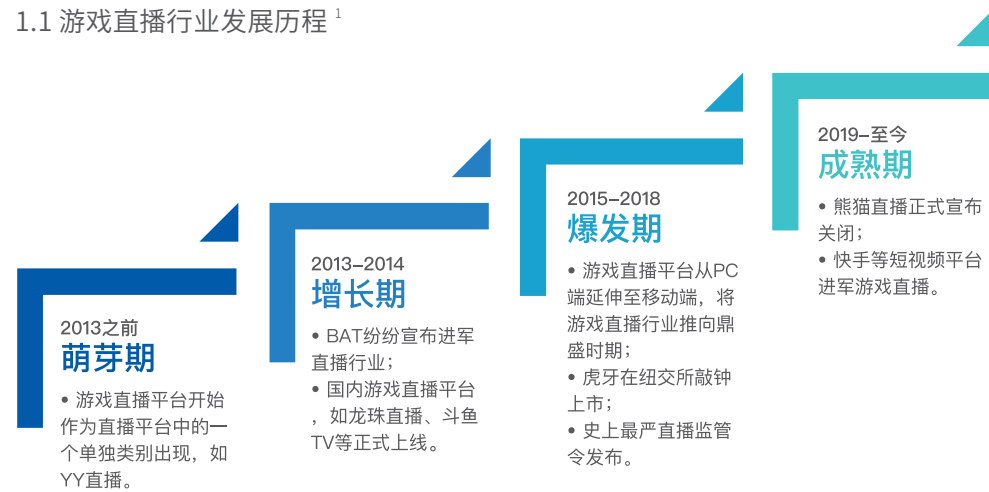 1.1 游戏直播行业发展历程 1
2013之前
萌芽期
• 游戏直播平台开始
作为直播平台中的一
个单独类别出现，如
YY直播。
2013–2014
增长期
• BAT纷纷宣布进军
直播行业；
• 国内游戏直播平台
，如龙珠直播、斗鱼
TV等正式上线。
2015–2018
爆发期
• 游戏直播平台从PC
端延伸至移动端，将
游戏直播行业推向鼎
盛时期；
• 虎牙在纽交所敲钟
上市；
• 史上最严直播监管
令发布。
2019–至今
成熟期
• 熊猫直播正式宣布
关闭；
• 快手等短视频平台
进军游戏直播。